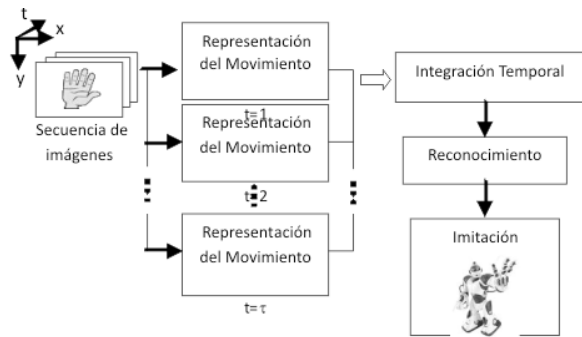 t
x
y
Secuencia de
imágenes
Representación
del Movimiento
t=1
Representación
del Movimiento
t=2
Representación
del Movimiento
t= τ
Integración Temporal
Reconocimiento
Imitación